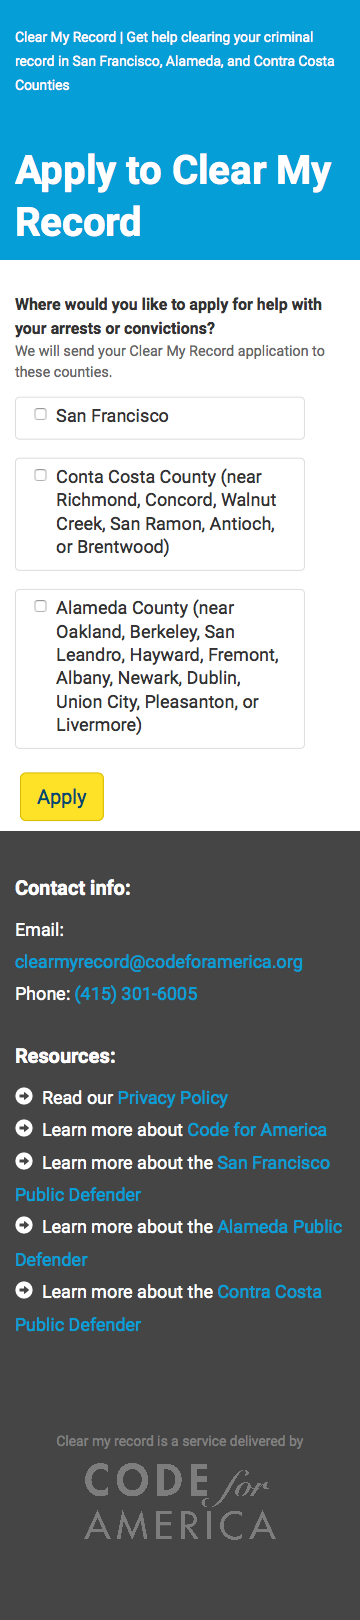 Clear My Record | Get help clearing your criminal
record in San Francisco, Alameda, and Contra Costa
Counties
Apply to Clear My
Record
Where would you like to apply for help with
your arrests or convictions?
We will send your Clear My Record application to
these counties.
San Francisco
Conta Costa County (near
Richmond, Concord, Walnut
Creek, San Ramon, Antioch,
or Brentwood)
Alameda County (near
Oakland, Berkeley, San
Leandro, Hayward, Fremont,
Albany, Newark, Dublin,
Union City, Pleasanton, or
Livermore)
Apply
Contact info:
Email:
clearmyrecord@codeforamerica.org
Phone: (415) 301-6005
Resources:
Read our Privacy Policy
Learn more about Code for America
Learn more about the San Francisco
Public Defender
Learn more about the Alameda Public
Defender
Learn more about the Contra Costa
Public Defender
Clear my record is a service delivered by
CODE for
AMERICA